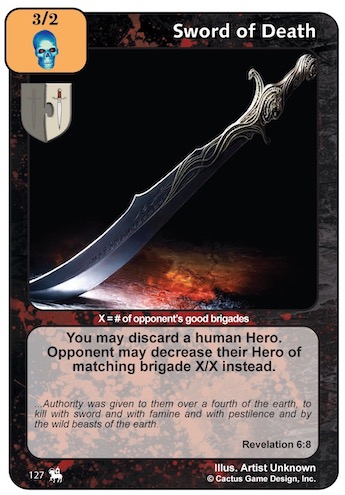 3/2
Sword of Death
X = # of opponent's good brigades
You may discard a human Hero.
Opponent may decrease their Hero of
matching brigade X/X instead.
...Authority was given to them over a fourth of the earth, to
kill with sword and with famine and with pestilence and by
the wild beasts of the earth.
Revelation 6:8
127
Illus. Artist Unknown
© Cactus Game Design, Inc.